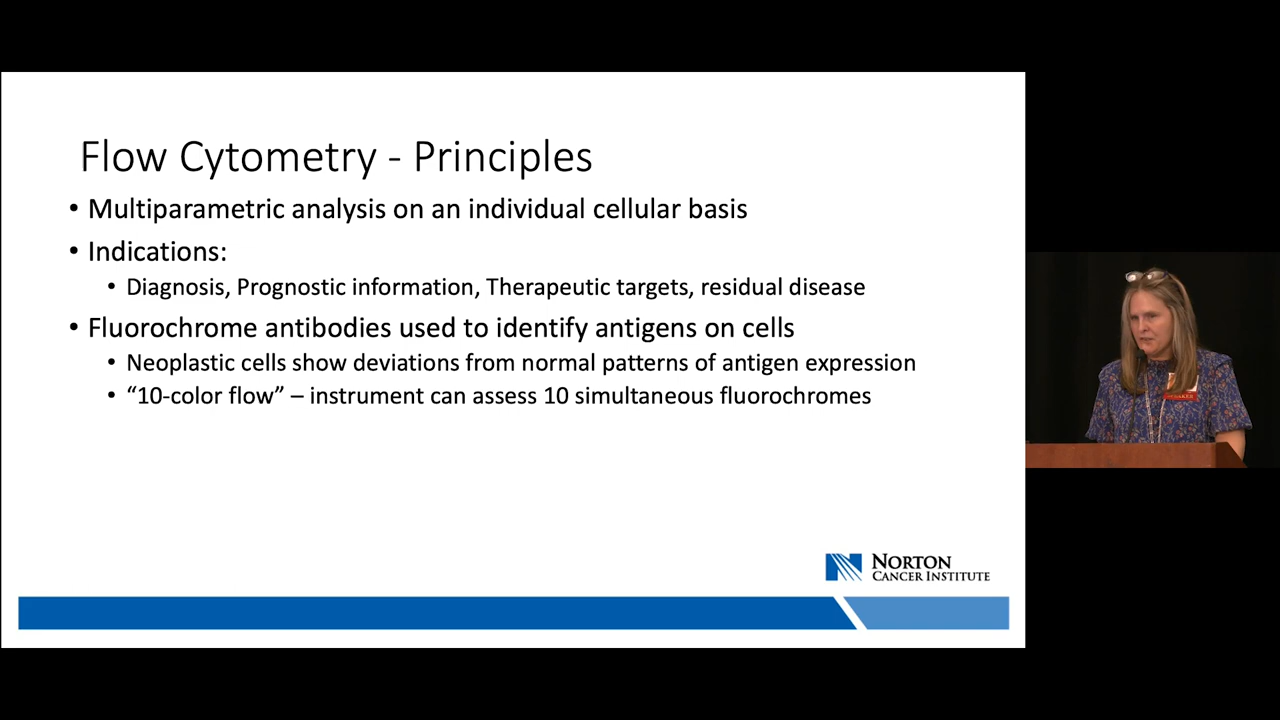 Flow Cytometry - Principles
• Multiparametric analysis on an individual cellular basis
• Indications:
• Diagnosis, Prognostic information, Therapeutic targets, residual disease
• Fluorochrome antibodies used to identify antigens on cells
• Neoplastic cells show deviations from normal patterns of antigen expression
• “10-color flow” – instrument can assess 10 simultaneous fluorochromes
NORTON
CANCER INSTITUTE